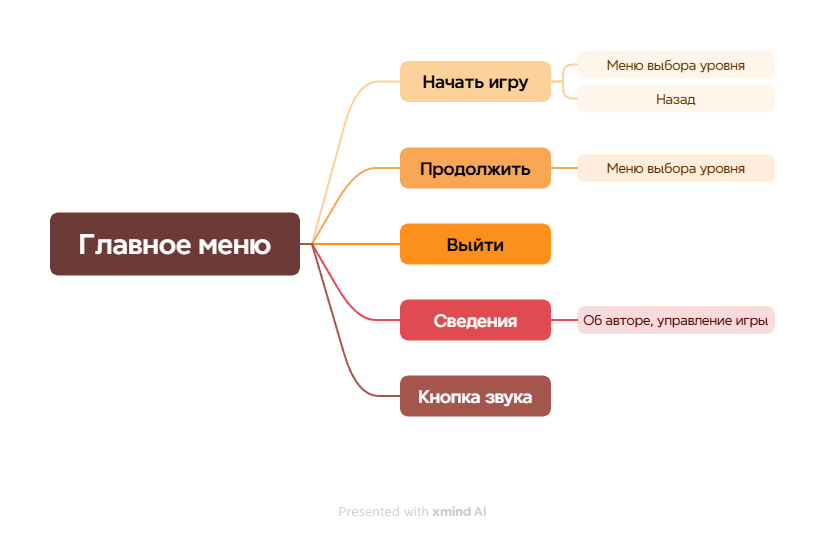 Главное меню
Начать игру
Меню выбора уровня
Назад
Продолжить
Меню выбора уровня
Выйти
Сведения
Об авторе, управление игры
Кнопка звука
Presented with xmind AI